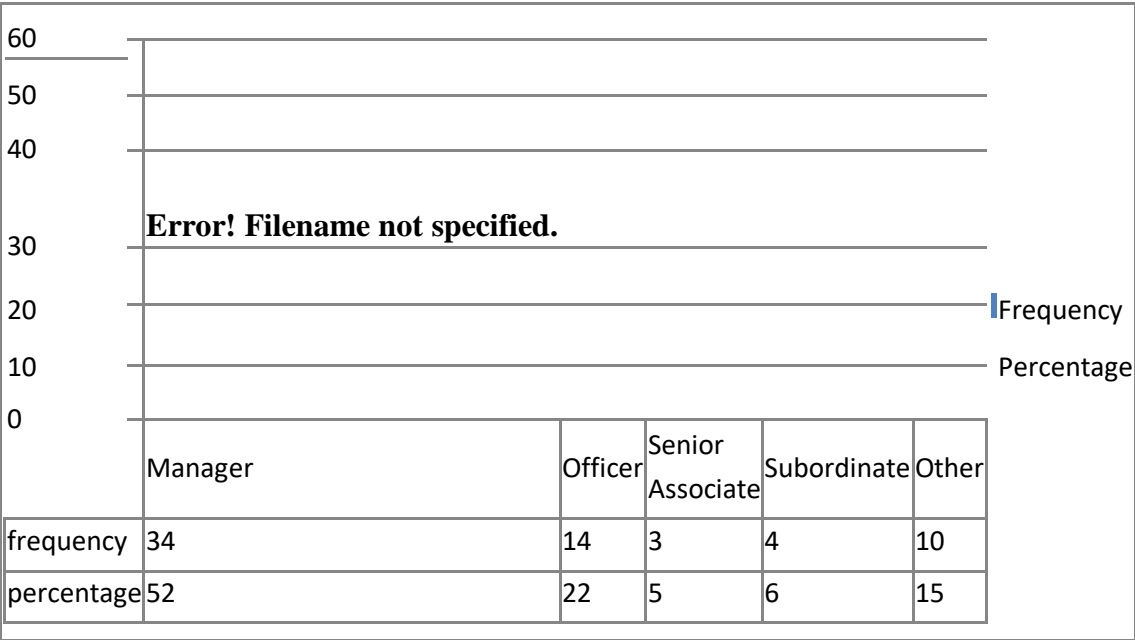 60
50
40
Error! Filename not specified.
30
20
Frequency
10
Percentage
0
Manager Officer Senior Associate Subordinate Other
frequency 34 14 3 4 10
percentage 52 22 5 6 15